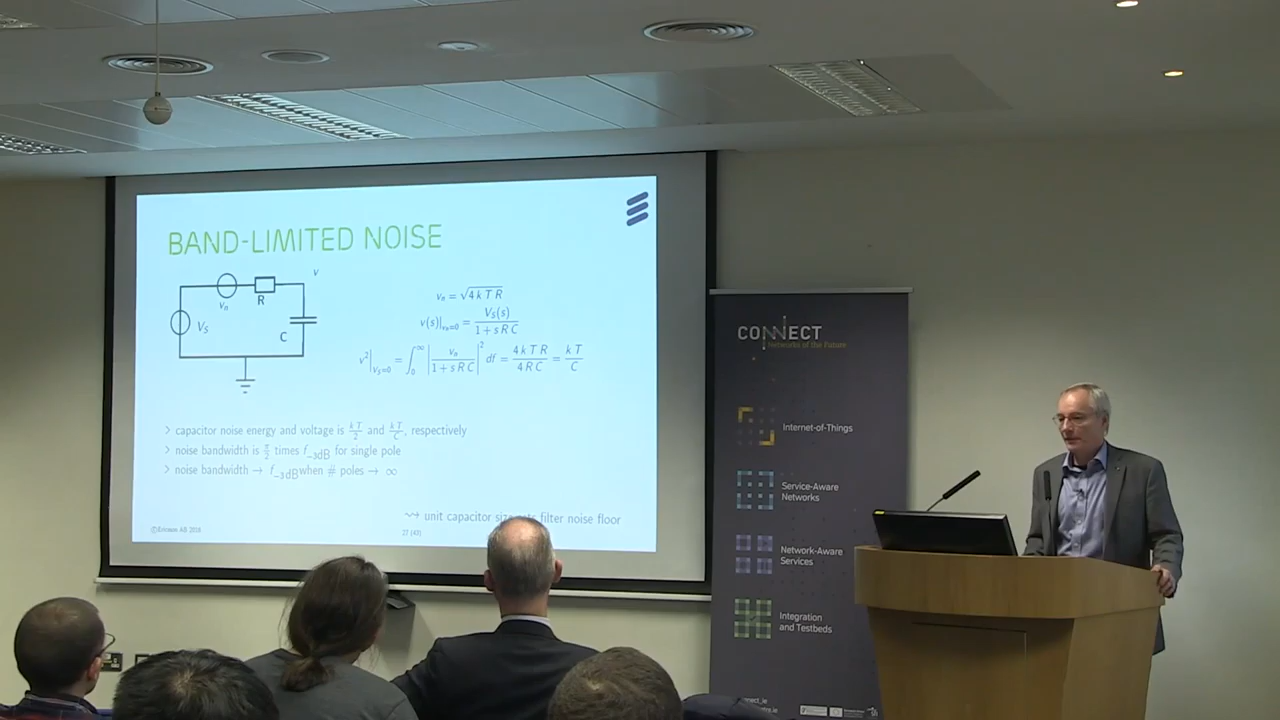 BAND-LIMITED NOISE
v
vₙ
R
V_S
C
vₙ = √4kTR
v(s)|_{vₙ=0} = V_S(s) / 1+sRC
v²|_{V_S=0} = ∫₀^∞ |vₙ / 1+sRC|² df = 4kTR / 4RC = kT / C
> capacitor noise energy and voltage is kT/2 and kT/C, respectively
> noise bandwidth is π/2 times f₋₃dB for single pole
> noise bandwidth → f₋₃dB when # poles → ∞
⇝ unit capacitor size sets filter noise floor
©Ericsson AB 2016
27 (43)
CONNECT
Networks of the Future
Internet-of-Things
Service-Aware
Networks
Network-Aware
Services
Integration
and Testbeds